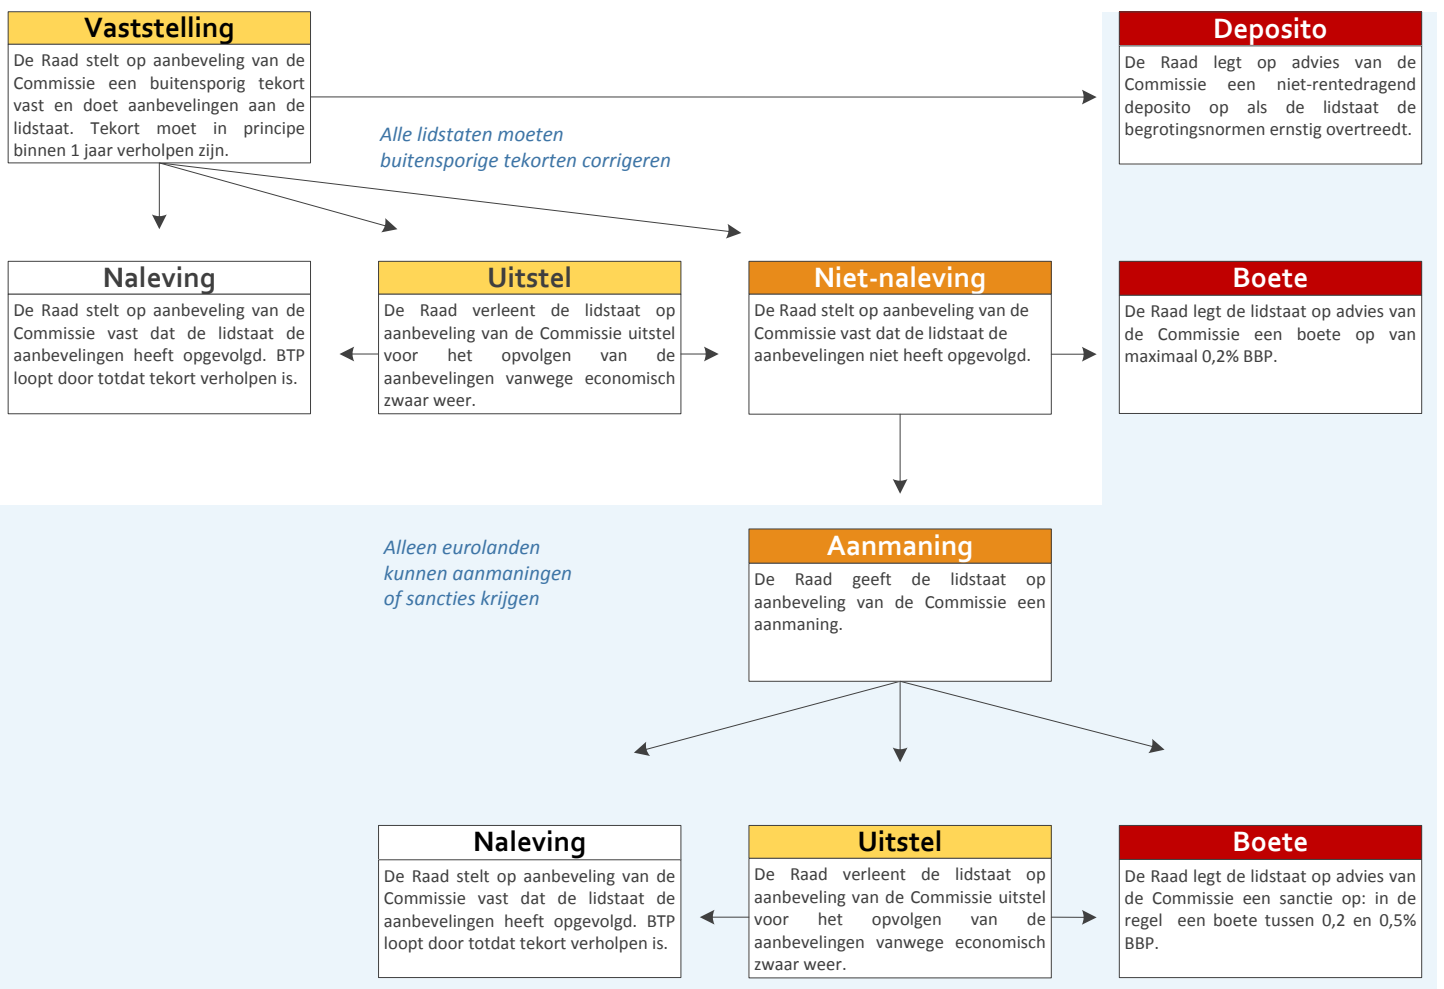 Vaststelling
De Raad stelt op aanbeveling van de
Commissie een buitensporig tekort
vast en doet aanbevelingen aan de
lidstaat. Tekort moet in principe
binnen 1 jaar verholpen zijn.
Alle lidstaten moeten
buitensporige tekorten corrigeren
Deposito
De Raad legt op advies van de
Commissie een niet-rentedragend
deposito op als de lidstaat de
begrotingsnormen ernstig overtreedt.
Naleving
De Raad stelt op aanbeveling van de
Commissie vast dat de lidstaat de
aanbevelingen heeft opgevolgd. BTP
loopt door totdat tekort verholpen is.
Uitstel
De Raad verleent de lidstaat op
aanbeveling van de Commissie uitstel
voor het opvolgen van de
aanbevelingen vanwege economisch
zwaar weer.
Niet-naleving
De Raad stelt op aanbeveling van de
Commissie vast dat de lidstaat de
aanbevelingen niet heeft opgevolgd.
Boete
De Raad legt de lidstaat op advies van
de Commissie een boete op van
maximaal 0,2% BBP.
Alleen eurolanden
kunnen aanmaningen
of sancties krijgen
Aanmaning
De Raad geeft de lidstaat op
aanbeveling van de Commissie een
aanmaning.
Naleving
De Raad stelt op aanbeveling van de
Commissie vast dat de lidstaat de
aanbevelingen heeft opgevolgd. BTP
loopt door totdat tekort verholpen is.
Uitstel
De Raad verleent de lidstaat op
aanbeveling van de Commissie uitstel
voor het opvolgen van de
aanbevelingen vanwege economisch
zwaar weer.
Boete
De Raad legt de lidstaat op advies van
de Commissie een sanctie op: in de
regel een boete tussen 0,2 en 0,5%
BBP.